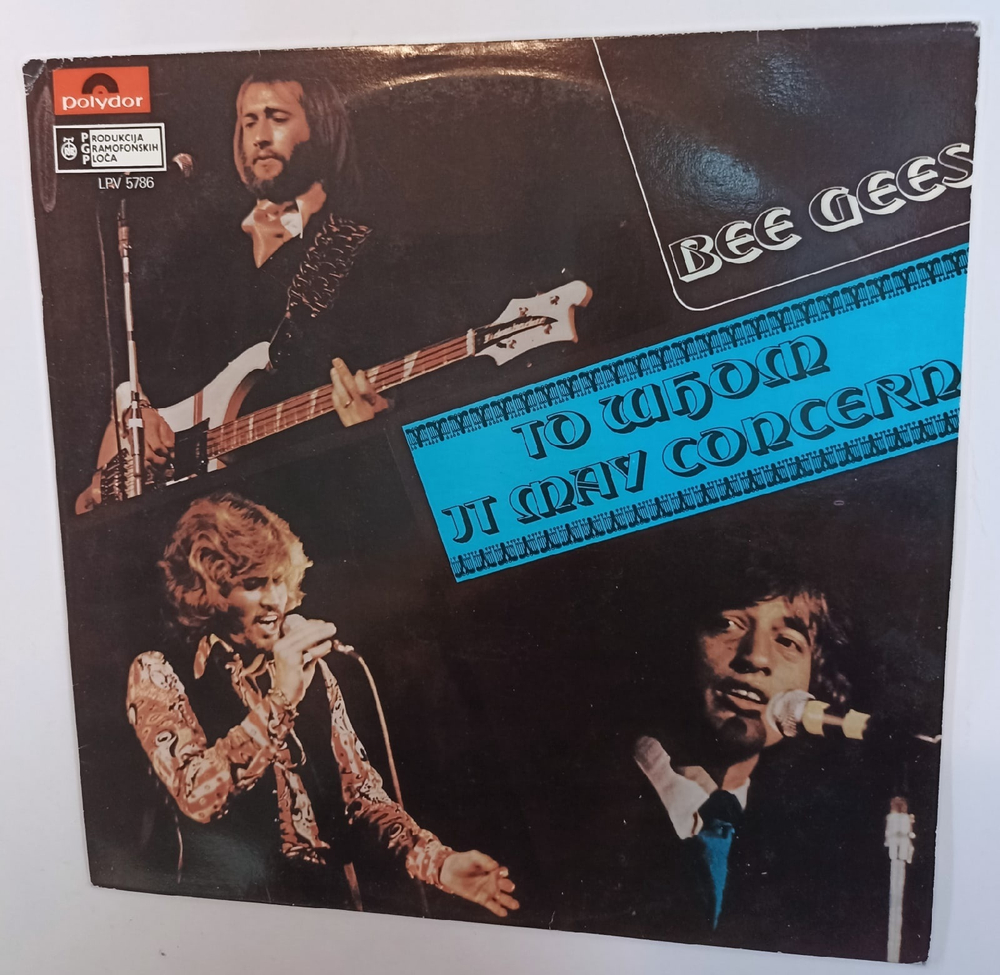 polydor
PRODUKCIJA
GRAMOFONSKIH
PLOČA
LPV 5786
BEE GEES
TO WHOM
IT MAY CONCERN